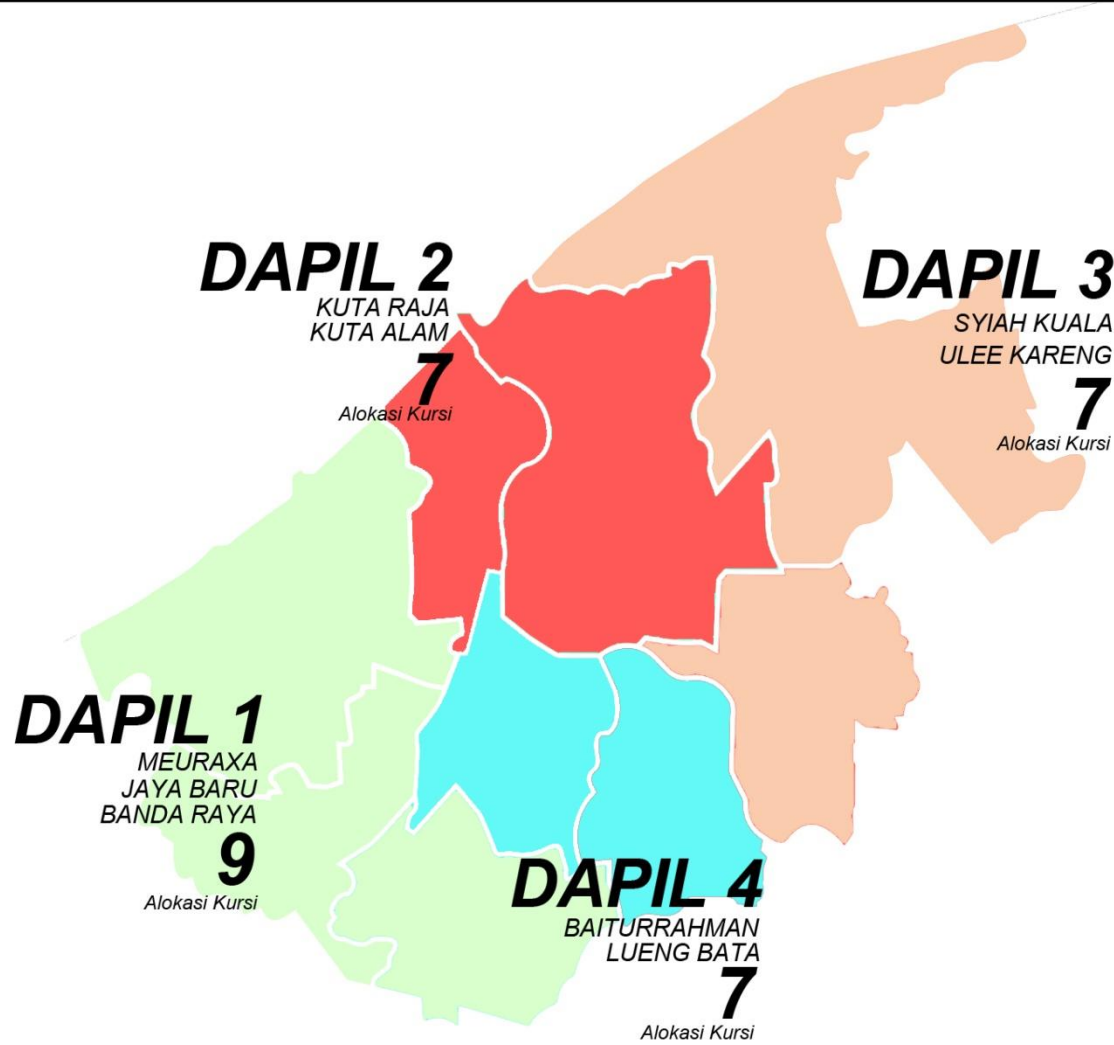 DAPIL 2
KUTA RAJA
KUTA ALAM
7
Alokasi Kursi
DAPIL 3
SYIAH KUALA
ULEE KARENG
7
Alokasi Kursi
DAPIL 1
MEURAXA
JAYA BARU
BANDA RAYA
9
Alokasi Kursi
DAPIL 4
BAITURRAHMAN
LUENG BATA
7
Alokasi Kursi